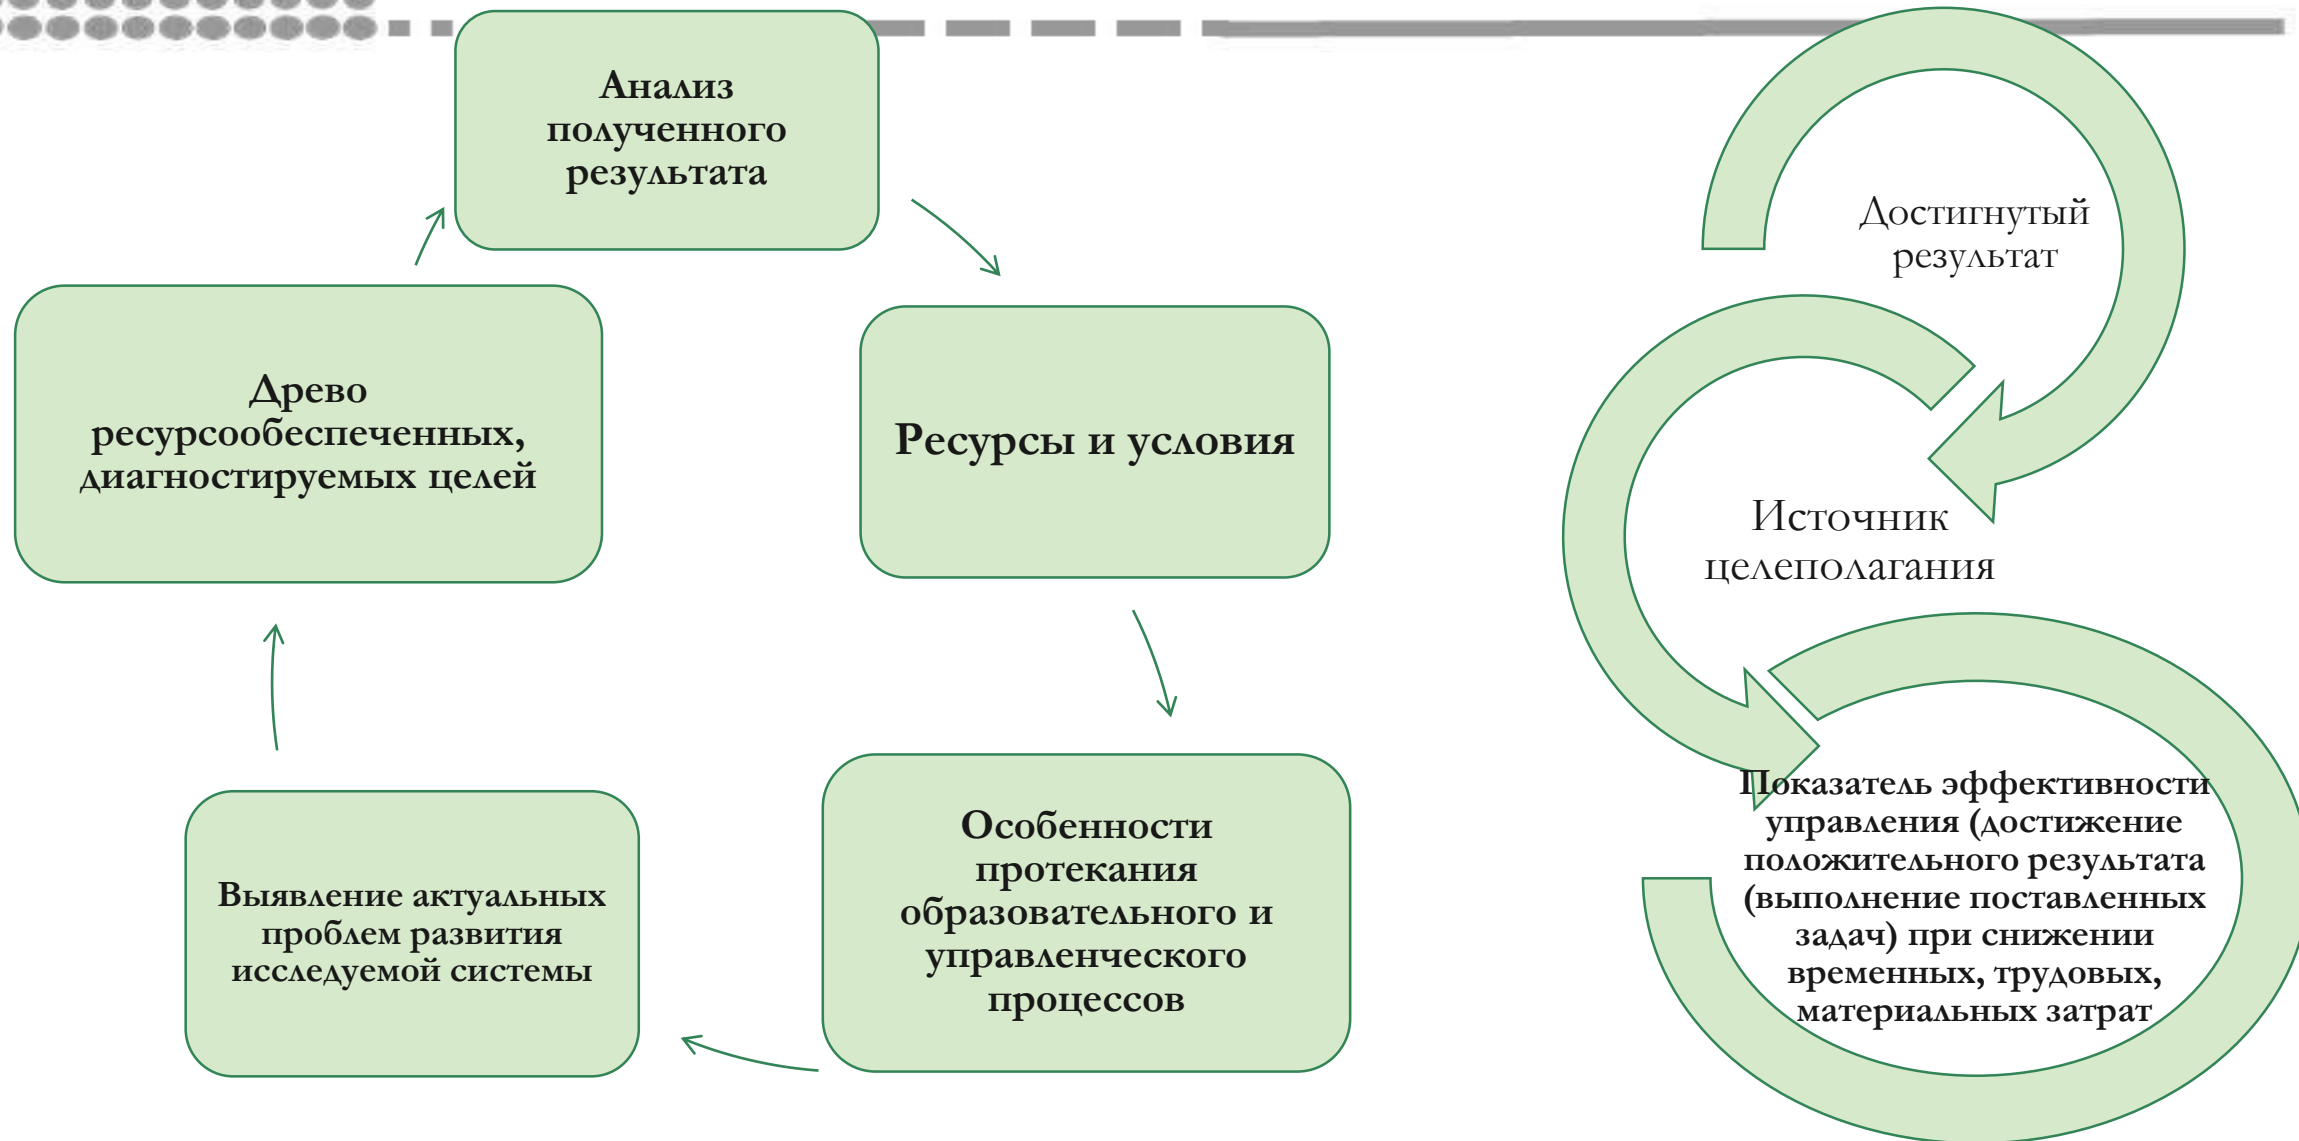 Анализ
полученного
результата
Ресурсы и условия
Особенности
протекания
образовательного и
управленческого
процессов
Выявление актуальных
проблем развития
исследуемой системы
Древо
ресурсообеспеченных,
диагностируемых целей
Достигнутый
результат
Источник
целеполагания
Показатель эффективности
управления (достижение
положительного результата
(выполнение поставленных
задач) при снижении
временных, трудовых,
материальных затрат